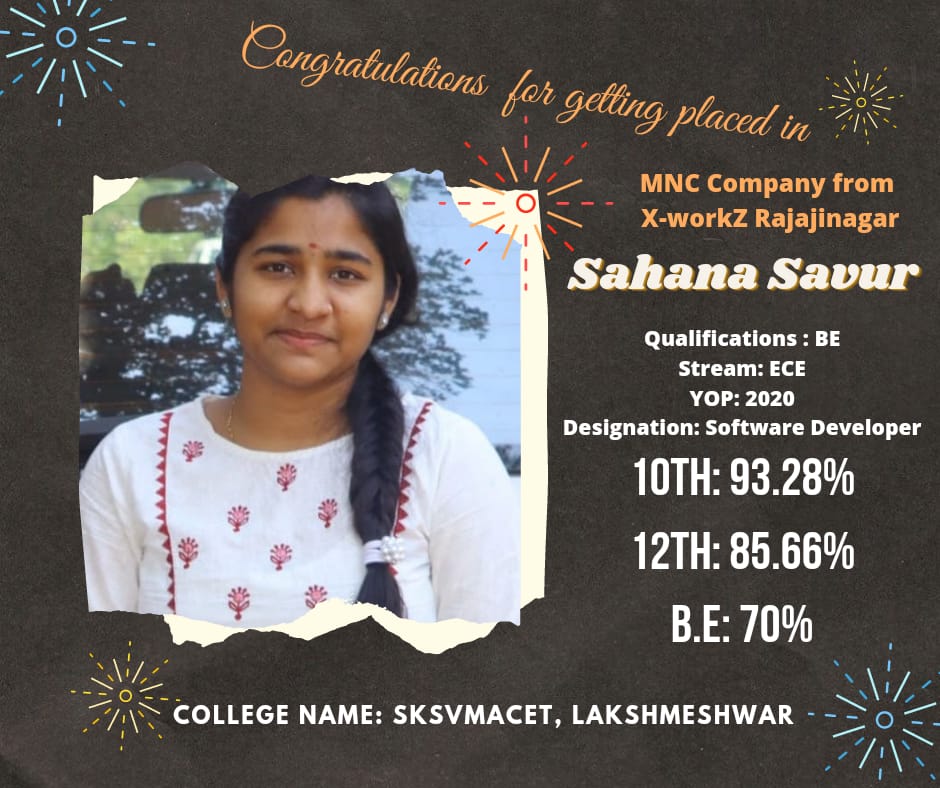 Congratulations for getting placed in
MNC Company from
X-workZ Rajajinagar
Sahana Savur
Qualifications : BE
Stream: ECE
YOP: 2020
Designation: Software Developer
10TH: 93.28%
12TH: 85.66%
B.E: 70%
COLLEGE NAME: SKSVMACET, LAKSHMESHWAR